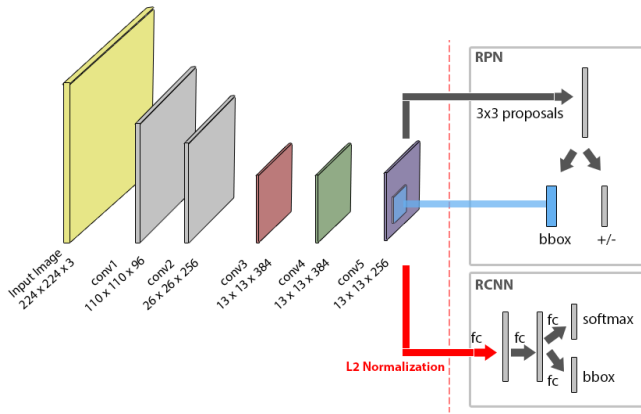 RPN
3x3 proposals
bbox
+/-
Input Image
224 x 224 x 3
conv1
110 x 110 x 96
conv2
26 x 26 x 256
conv3
13 x 13 x 384
conv4
13 x 13 x 384
conv5
13 x 13 x 256
RCNN
fc
fc
fc
softmax
fc
bbox
L2 Normalization